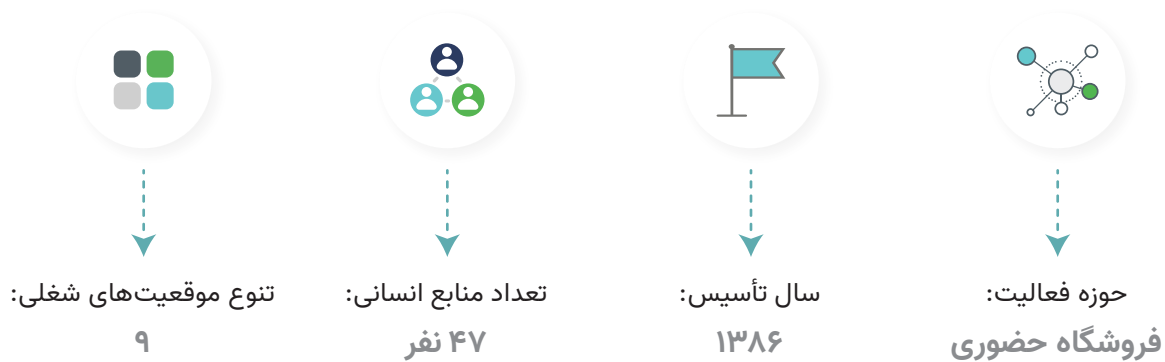 حوزه فعالیت:
فروشگاه حضوری
سال تأسیس:
۱۳۸۶
تعداد منابع انسانی:
۴۷ نفر
تنوع موقعیت‌های شغلی:
۹